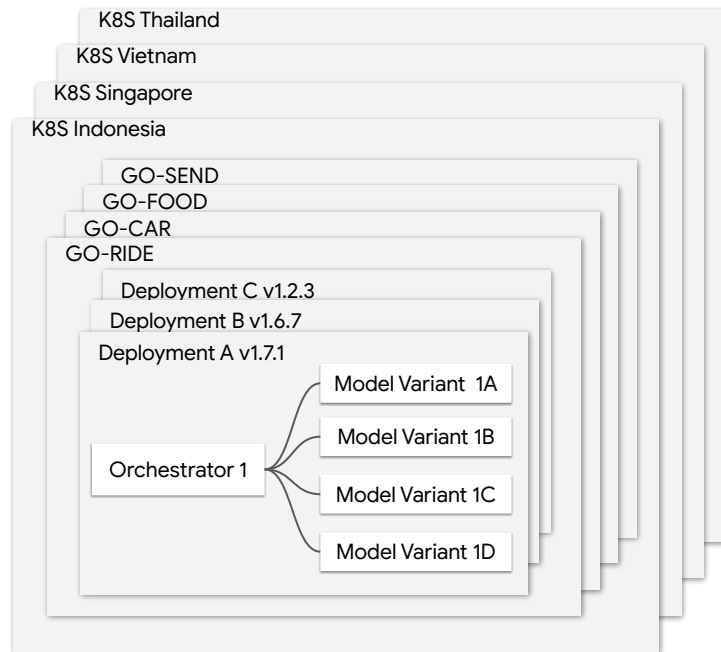 K8S Thailand
K8S Vietnam
K8S Singapore
K8S Indonesia
GO-SEND
GO-FOOD
GO-CAR
GO-RIDE
Deployment C v1.2.3
Deployment B v1.6.7
Deployment A v1.7.1
Model Variant 1A
Model Variant 1B
Orchestrator 1
Model Variant 1C
Model Variant 1D